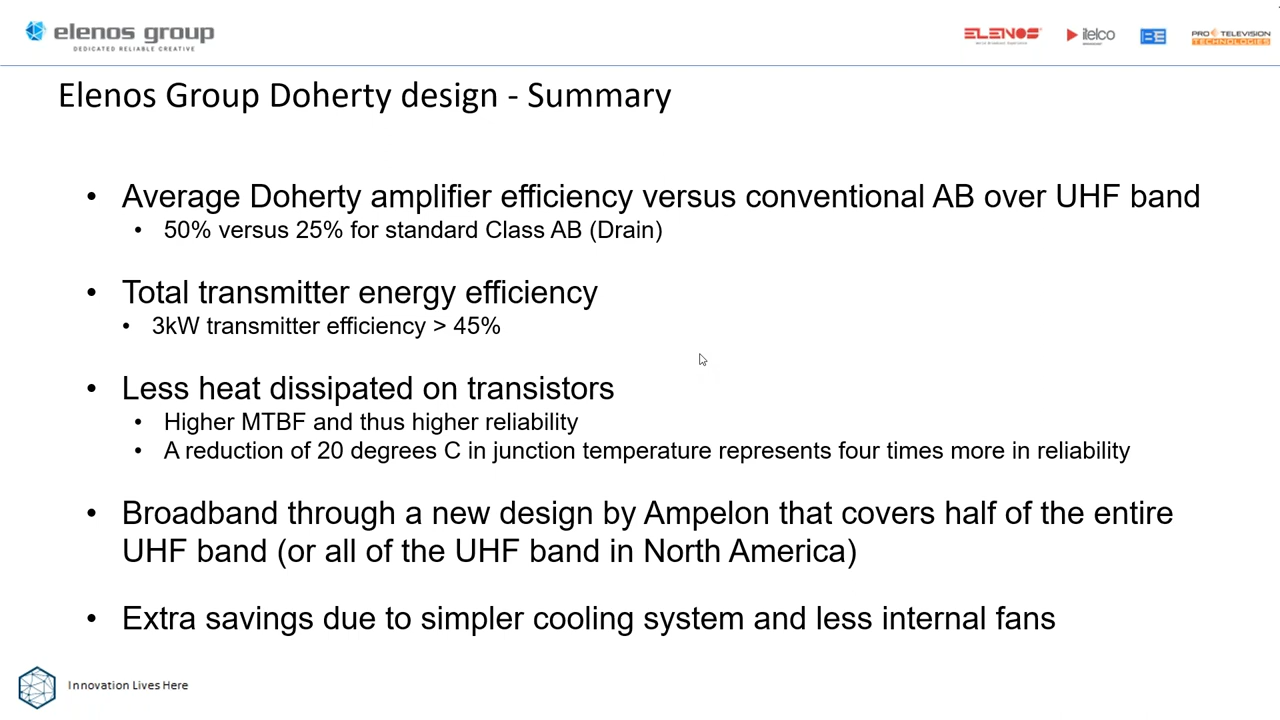 elenos group
DEDICATED RELIABLE CREATIVE
ELENOS
itelco
BE
PRO TELEVISION
TECHNOLOGIES
Elenos Group Doherty design - Summary
• Average Doherty amplifier efficiency versus conventional AB over UHF band
• 50% versus 25% for standard Class AB (Drain)
• Total transmitter energy efficiency
• 3kW transmitter efficiency > 45%
• Less heat dissipated on transistors
• Higher MTBF and thus higher reliability
• A reduction of 20 degrees C in junction temperature represents four times more in reliability
• Broadband through a new design by Ampelon that covers half of the entire
UHF band (or all of the UHF band in North America)
• Extra savings due to simpler cooling system and less internal fans
Innovation Lives Here